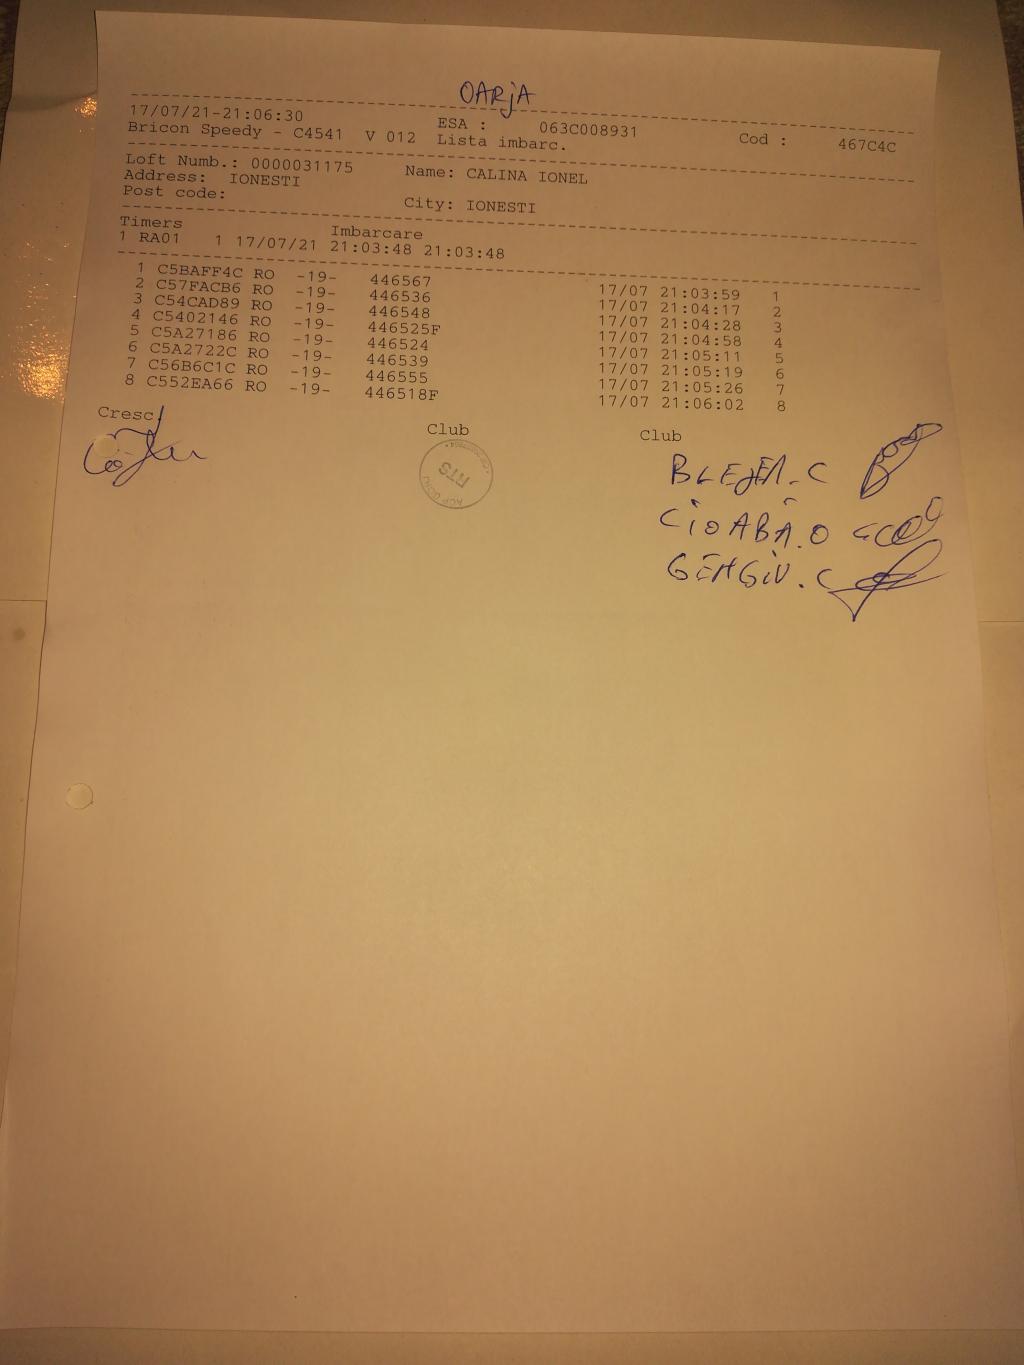 OARjA
17/07/21-21:06:30 ESA : 063C008931 Cod : 467C4C
Bricon Speedy - C4541 V 012 Lista imbarc.
Loft Numb.: 0000031175 Name: CALINA IONEL
Address: IONESTI
Post code: City: IONESTI
Timers Imbarcare
1 RA01 1 17/07/21 21:03:48 21:03:48
1 C5BAFF4C RO -19- 446567 17/07 21:03:59 1
2 C57FACB6 RO -19- 446536 17/07 21:04:17 2
3 C54CAD89 RO -19- 446548 17/07 21:04:28 3
4 C5402146 RO -19- 446525F 17/07 21:04:58 4
5 C5A27186 RO -19- 446524 17/07 21:05:11 5
6 C5A2722C RO -19- 446539 17/07 21:05:19 6
7 C56B6C1C RO -19- 446555 17/07 21:05:26 7
8 C552EA66 RO -19- 446518F 17/07 21:06:02 8
Cresc. Club Club
CIOABA.O